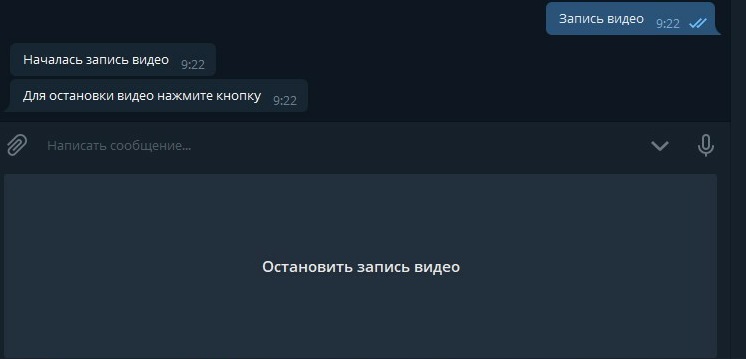 Запись видео 9:22
Началась запись видео 9:22
Для остановки видео нажмите кнопку 9:22
Написать сообщение...
Остановить запись видео